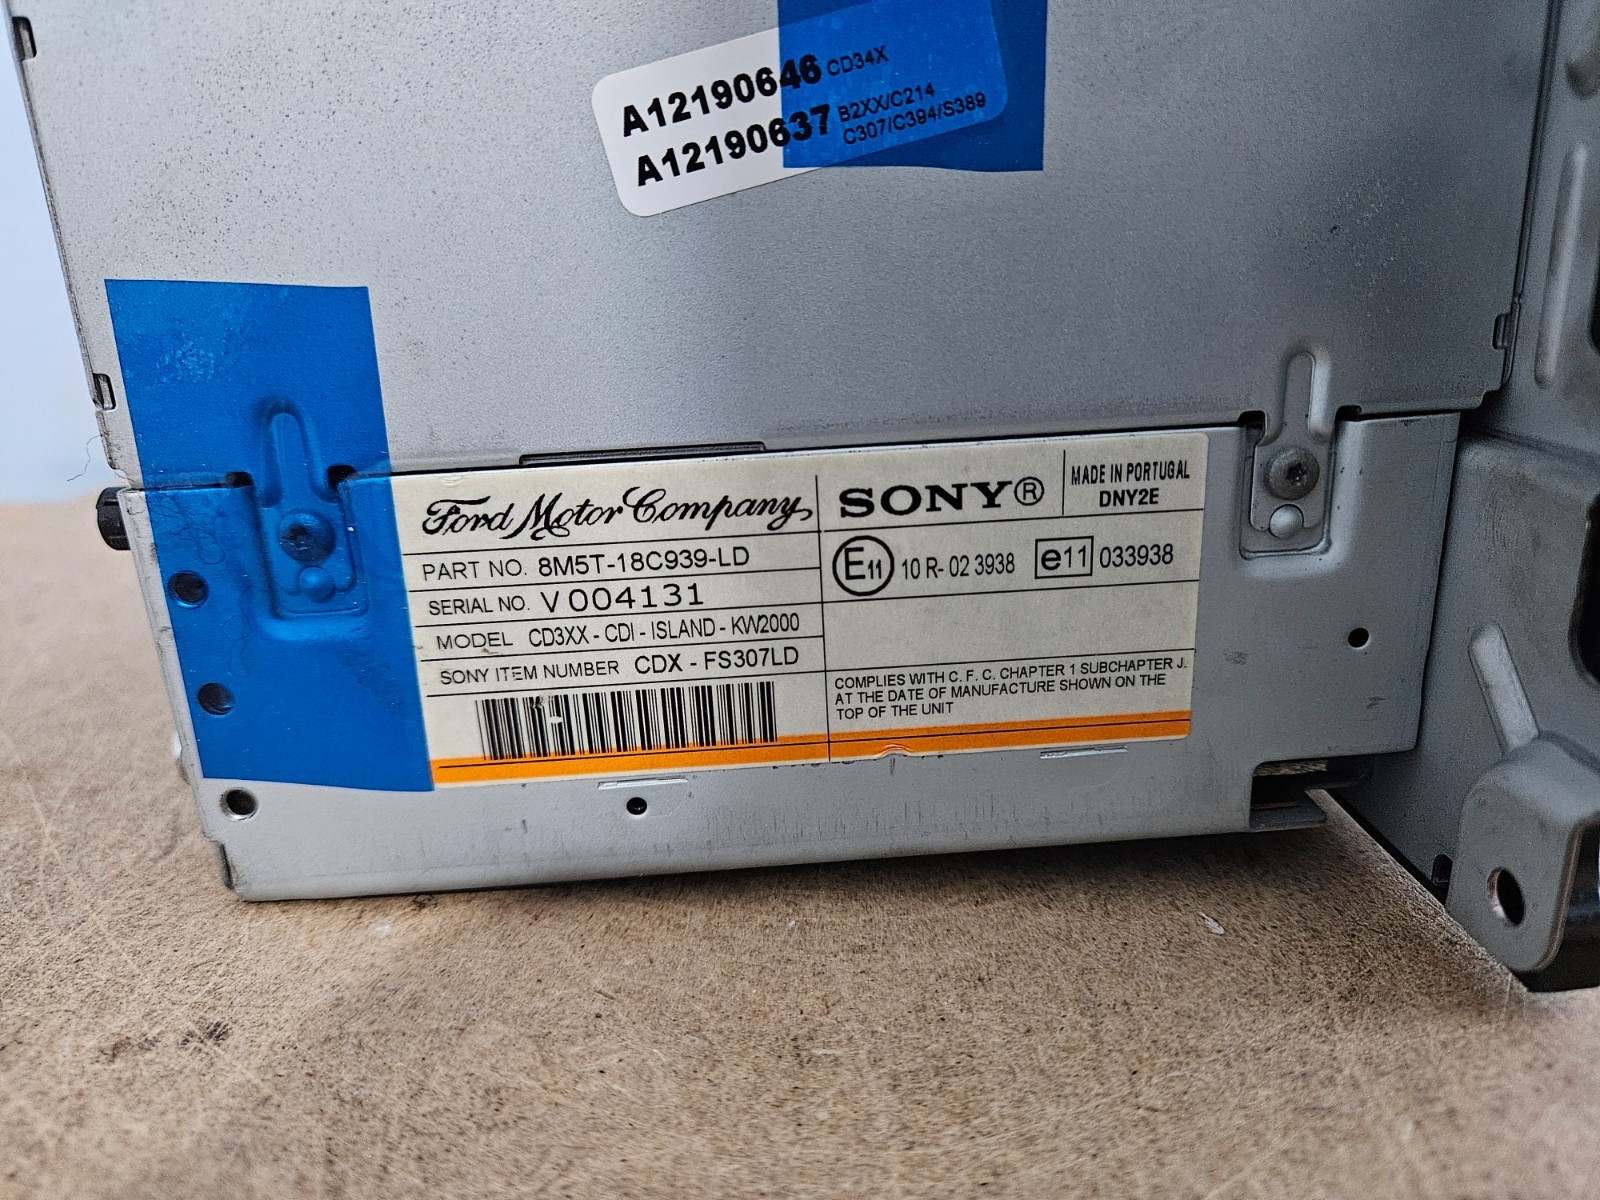 A12190646 CD34X
A12190637 B2XX/C214
C307/C394/S389
Ford Motor Company
PART NO. 8M5T-18C939-LD
SERIAL NO. V004131
MODEL CD3XX - CDI - ISLAND - KW2000
SONY ITEM NUMBER CDX - FS307LD
SONY®
MADE IN PORTUGAL
DNY2E
E11 10 R- 02 3938 e11 033938
COMPLIES WITH C. F. C. CHAPTER 1 SUBCHAPTER J.
AT THE DATE OF MANUFACTURE SHOWN ON THE
TOP OF THE UNIT